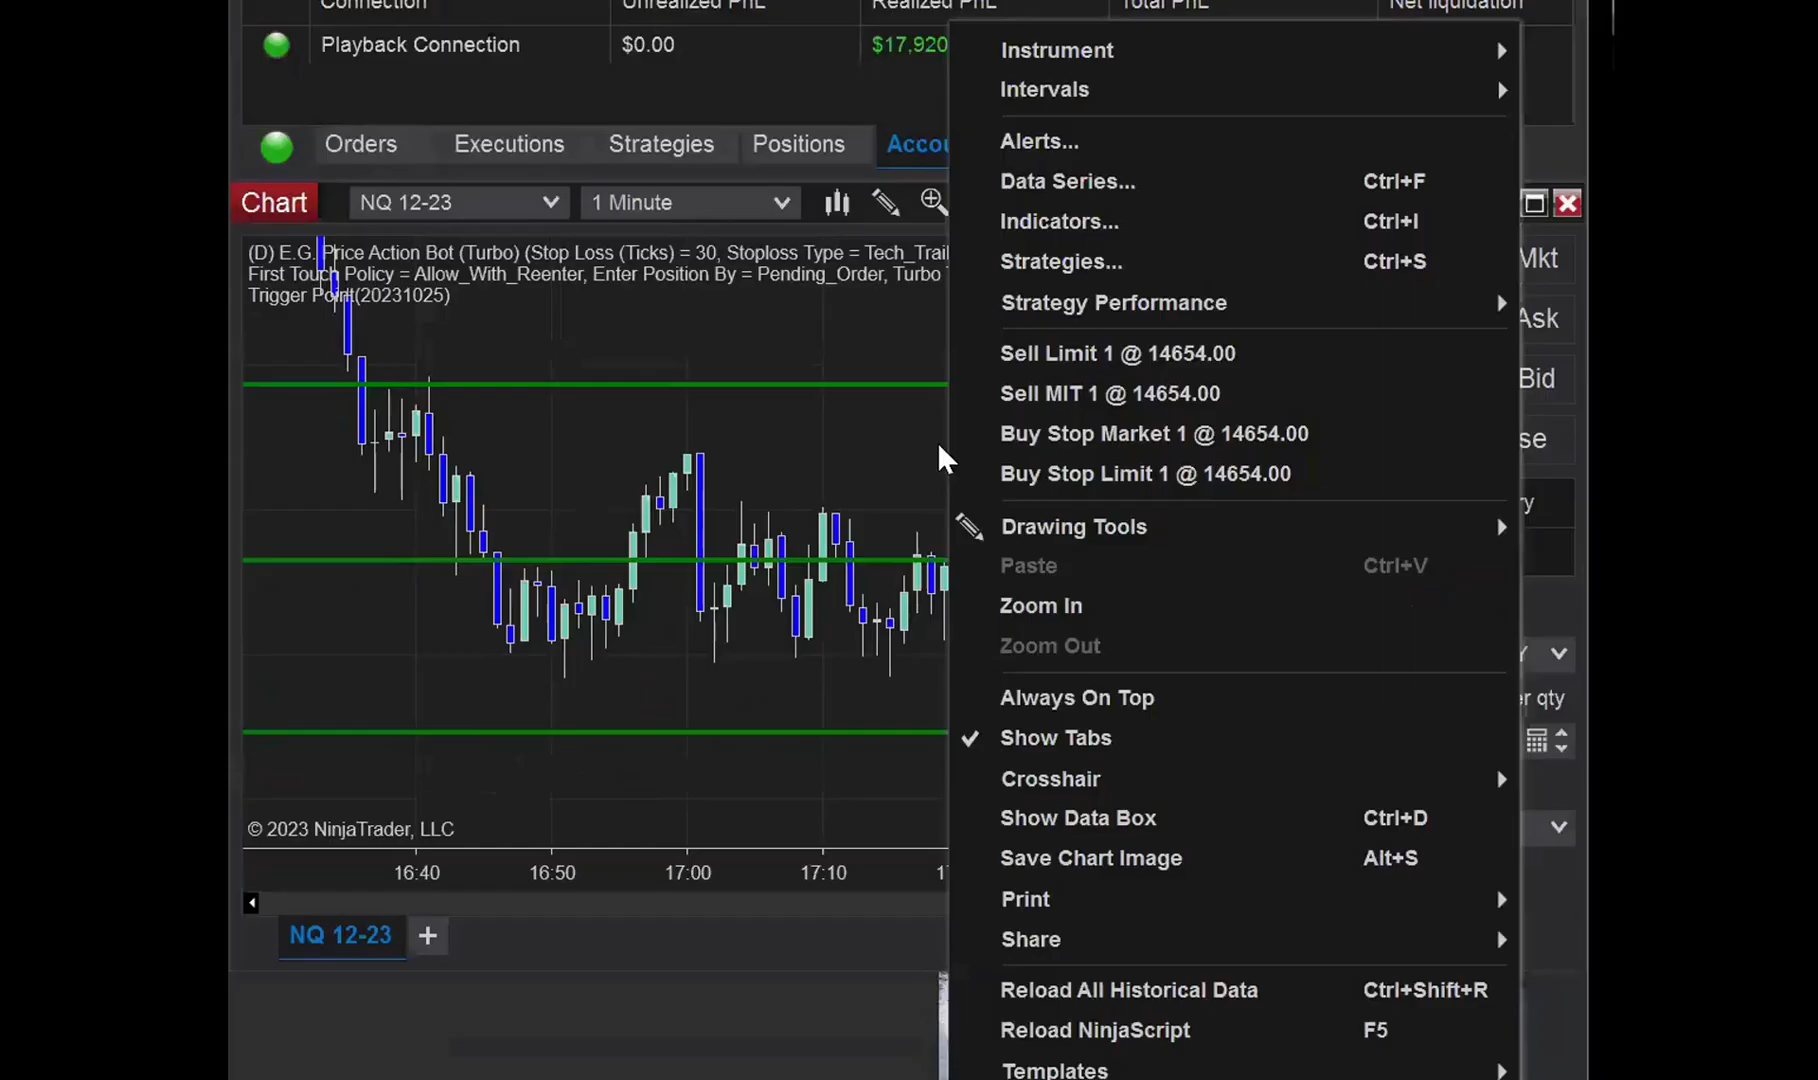 Connection Unrealized PnL Realized PnL Total PnL Net liquidation
Playback Connection $0.00 $17,920
Orders Executions Strategies Positions Accou
Chart NQ 12-23 1 Minute
(D) E.G. Price Action Bot (Turbo) (Stop Loss (Ticks) = 30, Stoploss Type = Tech_Trail
First Touch Policy = Allow_With_Reenter, Enter Position By = Pending_Order, Turbo
Trigger Point(20231025)
© 2023 NinjaTrader, LLC
16:40 16:50 17:00 17:10 17
NQ 12-23 +
Instrument
Intervals
Alerts...
Data Series... Ctrl+F
Indicators... Ctrl+I
Strategies... Ctrl+S
Strategy Performance
Sell Limit 1 @ 14654.00
Sell MIT 1 @ 14654.00
Buy Stop Market 1 @ 14654.00
Buy Stop Limit 1 @ 14654.00
Drawing Tools
Paste Ctrl+V
Zoom In
Zoom Out
Always On Top
Show Tabs
Crosshair
Show Data Box Ctrl+D
Save Chart Image Alt+S
Print
Share
Reload All Historical Data Ctrl+Shift+R
Reload NinjaScript F5
Templates
Mkt
Ask
Bid
se
ry
er qty